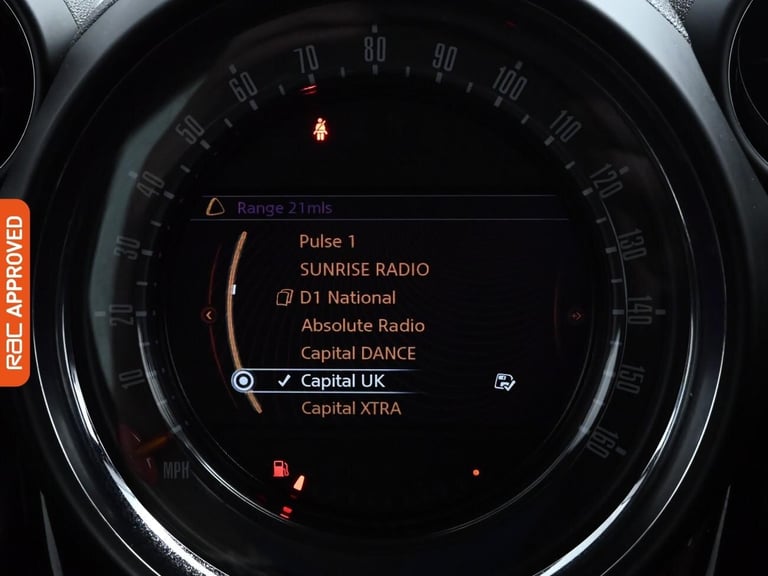 80
70
90
60
100
50
110
40
120
Range 21mls
Pulse 1
SUNRISE RADIO
30
130
D1 National
20
140
Absolute Radio
Capital DANCE
10
Capital UK
150
Capital XTRA
160
MPH
RAC APPROVED